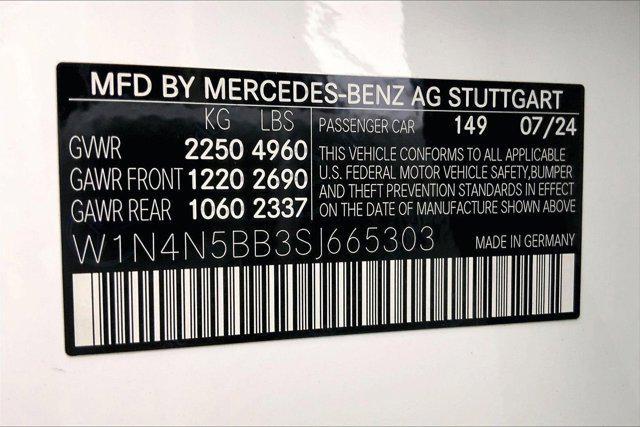 MFD BY MERCEDES-BENZ AG STUTTGART
KG LBS
GVWR 2250 4960
GAWR FRONT 1220 2690
GAWR REAR 1060 2337
PASSENGER CAR 149 07/24
THIS VEHICLE CONFORMS TO ALL APPLICABLE
U.S. FEDERAL MOTOR VEHICLE SAFETY,BUMPER
AND THEFT PREVENTION STANDARDS IN EFFECT
ON THE DATE OF MANUFACTURE SHOWN ABOVE
W1N4N5BB3SJ665303 MADE IN GERMANY